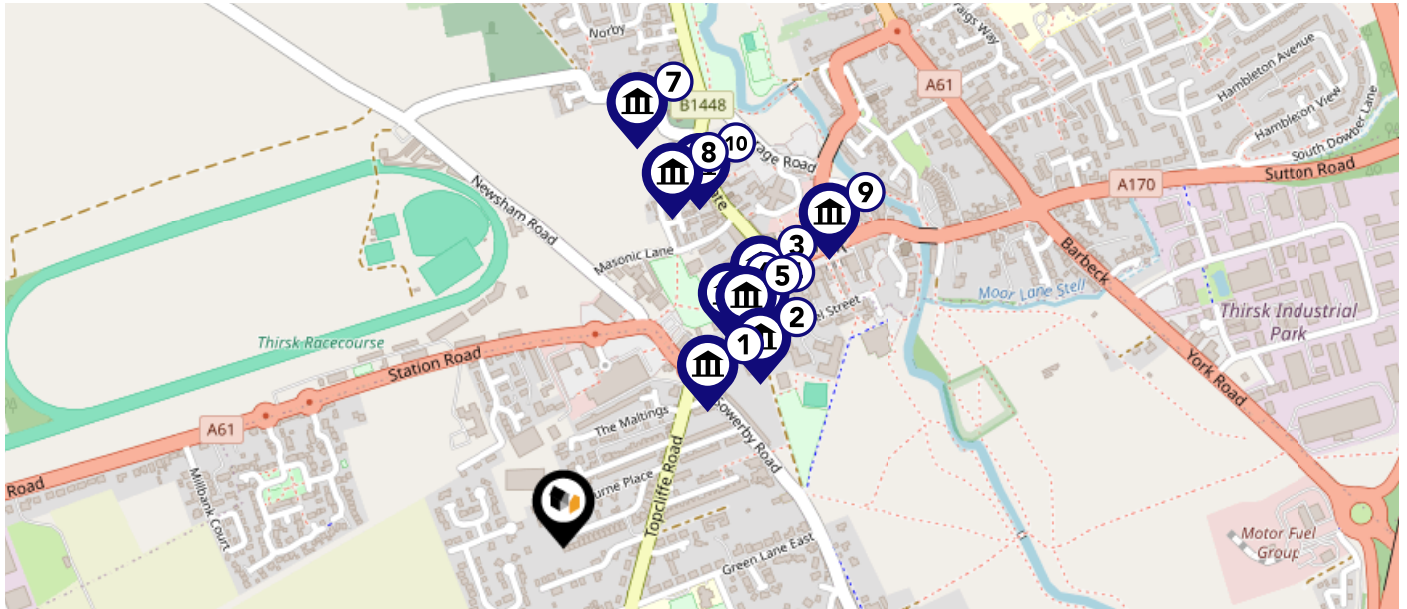 Norby
7
B1448
A61
Hambleton Avenue
Hambleton View
South Dowber Lane
8
10
Sutton Road
A170
9
Newsham Road
Masonic Lane
3
5
Barbeck
Moor Lane Stell
Thirsk Industrial
Park
2
1
Thirsk Racecourse
Station Road
York Road
A61
The Maltings
Sowerby Road
Topcliffe Road
Road
Millbank Court
Green Lane East
Motor Fuel
Group